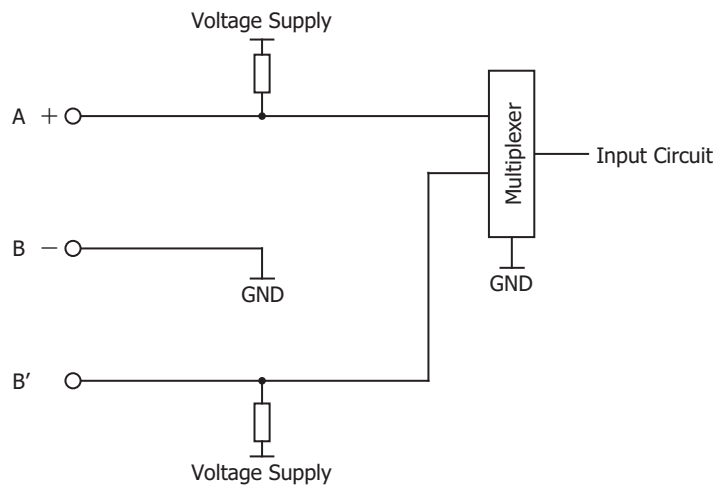 Voltage Supply
A +
Multiplexer
Input Circuit
B −
GND
GND
B′
Voltage Supply